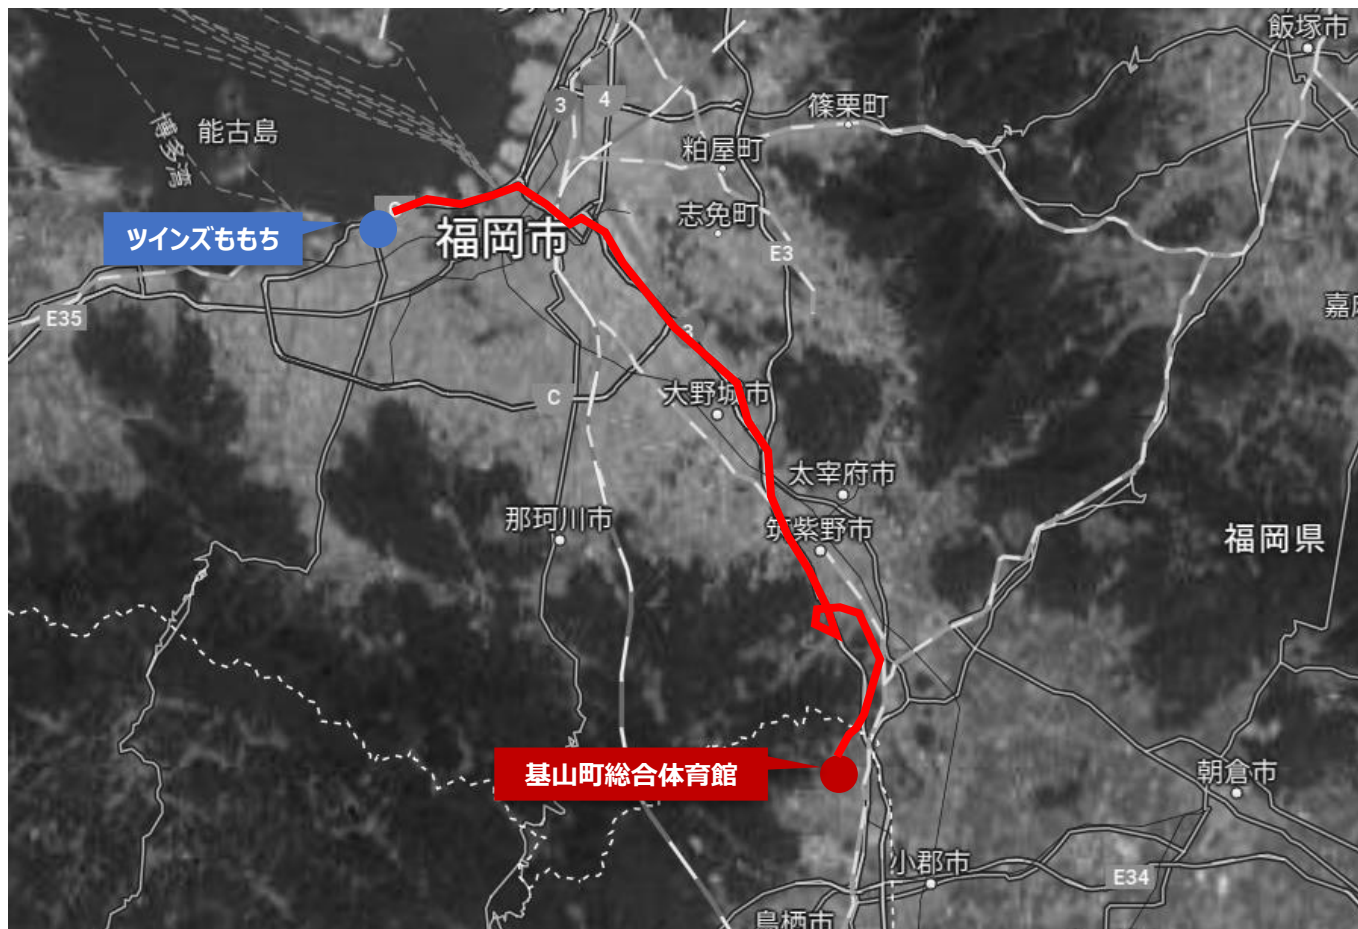 飯塚市
3
4
篠栗町
能古島
博多湾
粕屋町
C
志免町
ツインズももち
福岡市
E3
E35
3
大野城市
C
太宰府市
那珂川市
筑紫野市
福岡県
基山町総合体育館
朝倉市
小郡市
E34
鳥栖市